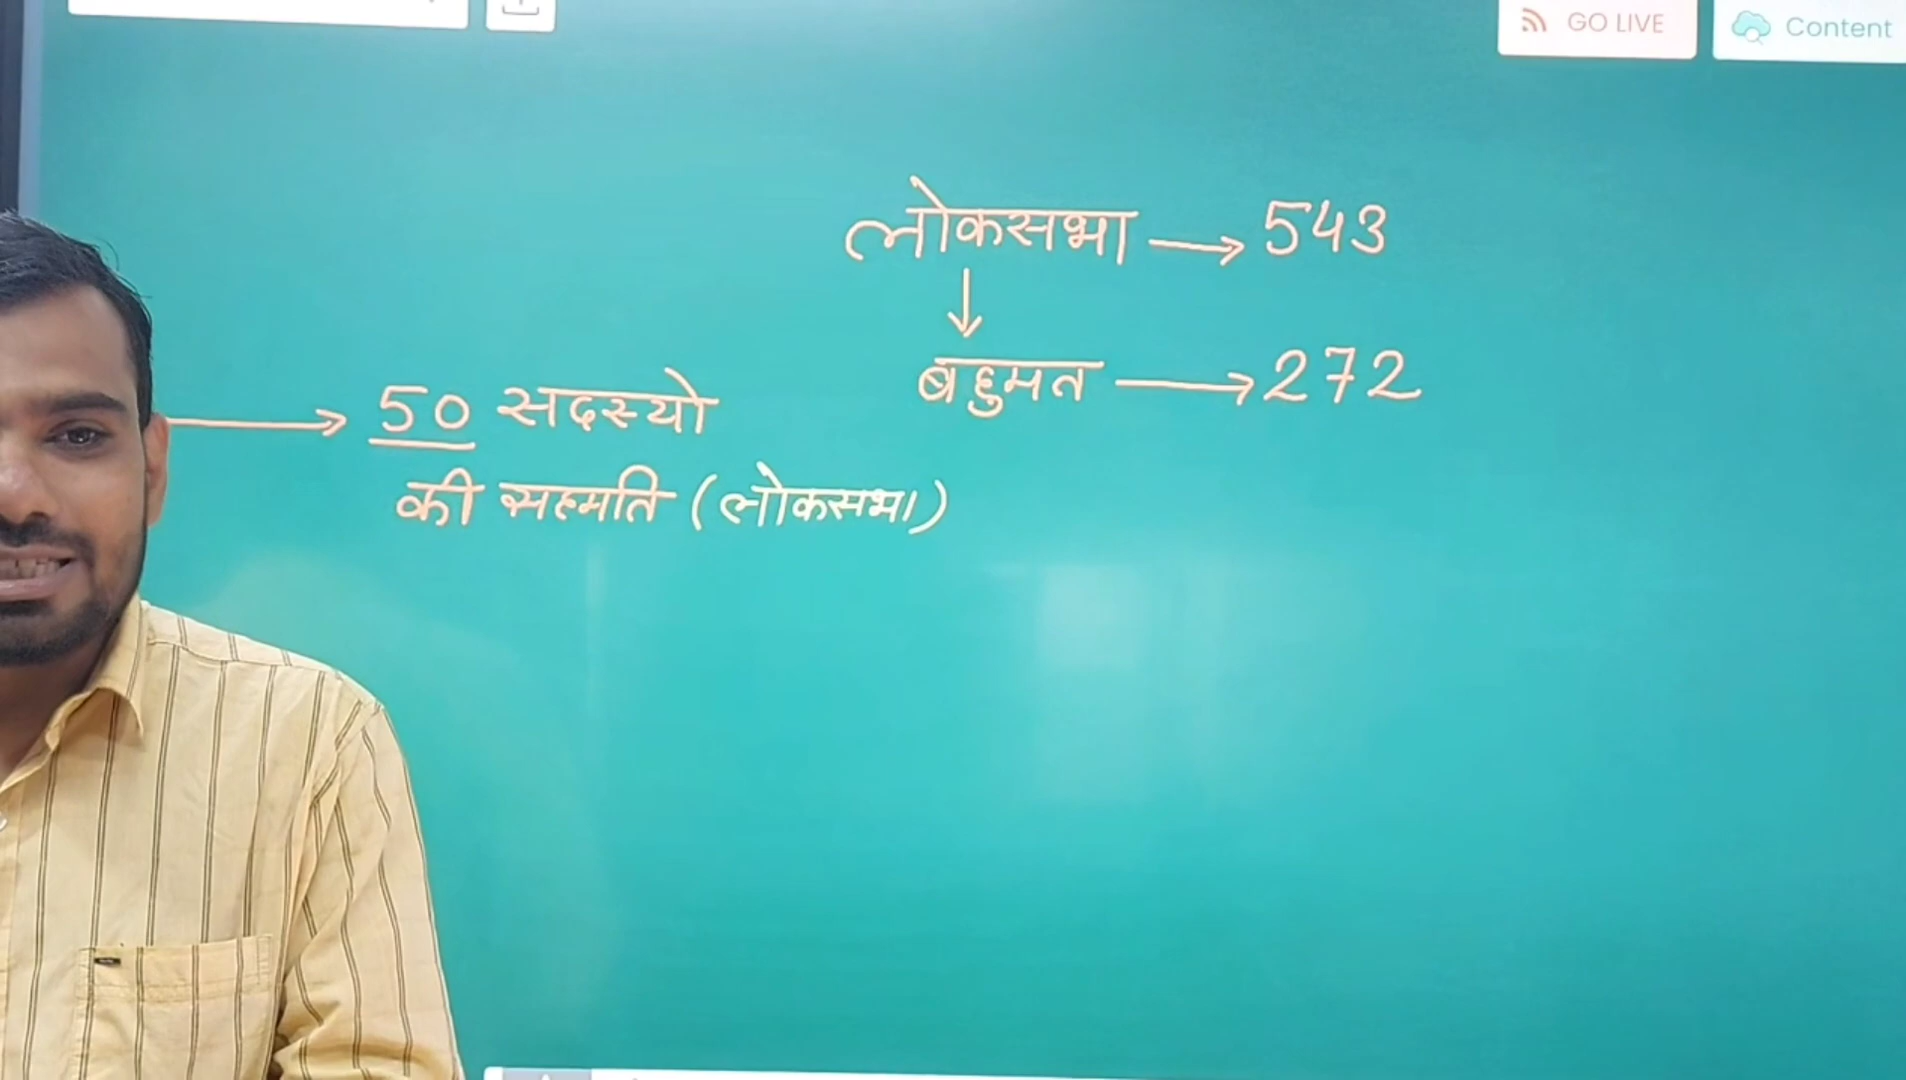 GO LIVE
Content
लोकसभा → 543
↓
बहुमत → 272
→ 50 सदस्यो
की सहमति (लोकसभा)